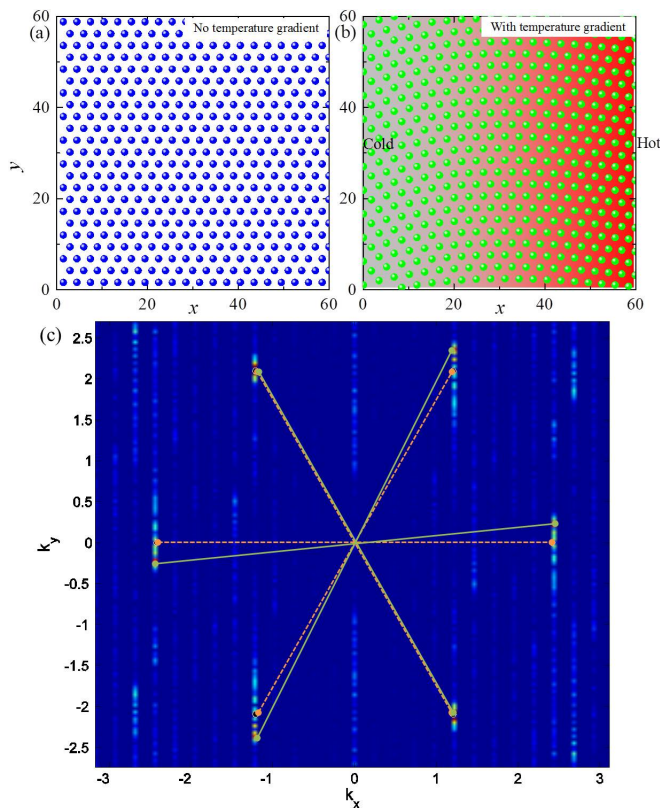 (a) No temperature gradient
(b) With temperature gradient
60
40
20
0
y
0 20 40 60
x
60
40
20
0
Cold
Hot
0 20 40 60
x
(c)
2.5
2
1.5
1
0.5
0
-0.5
-1
-1.5
-2
-2.5
k_y
-3 -2 -1 0 1 2 3
k_x